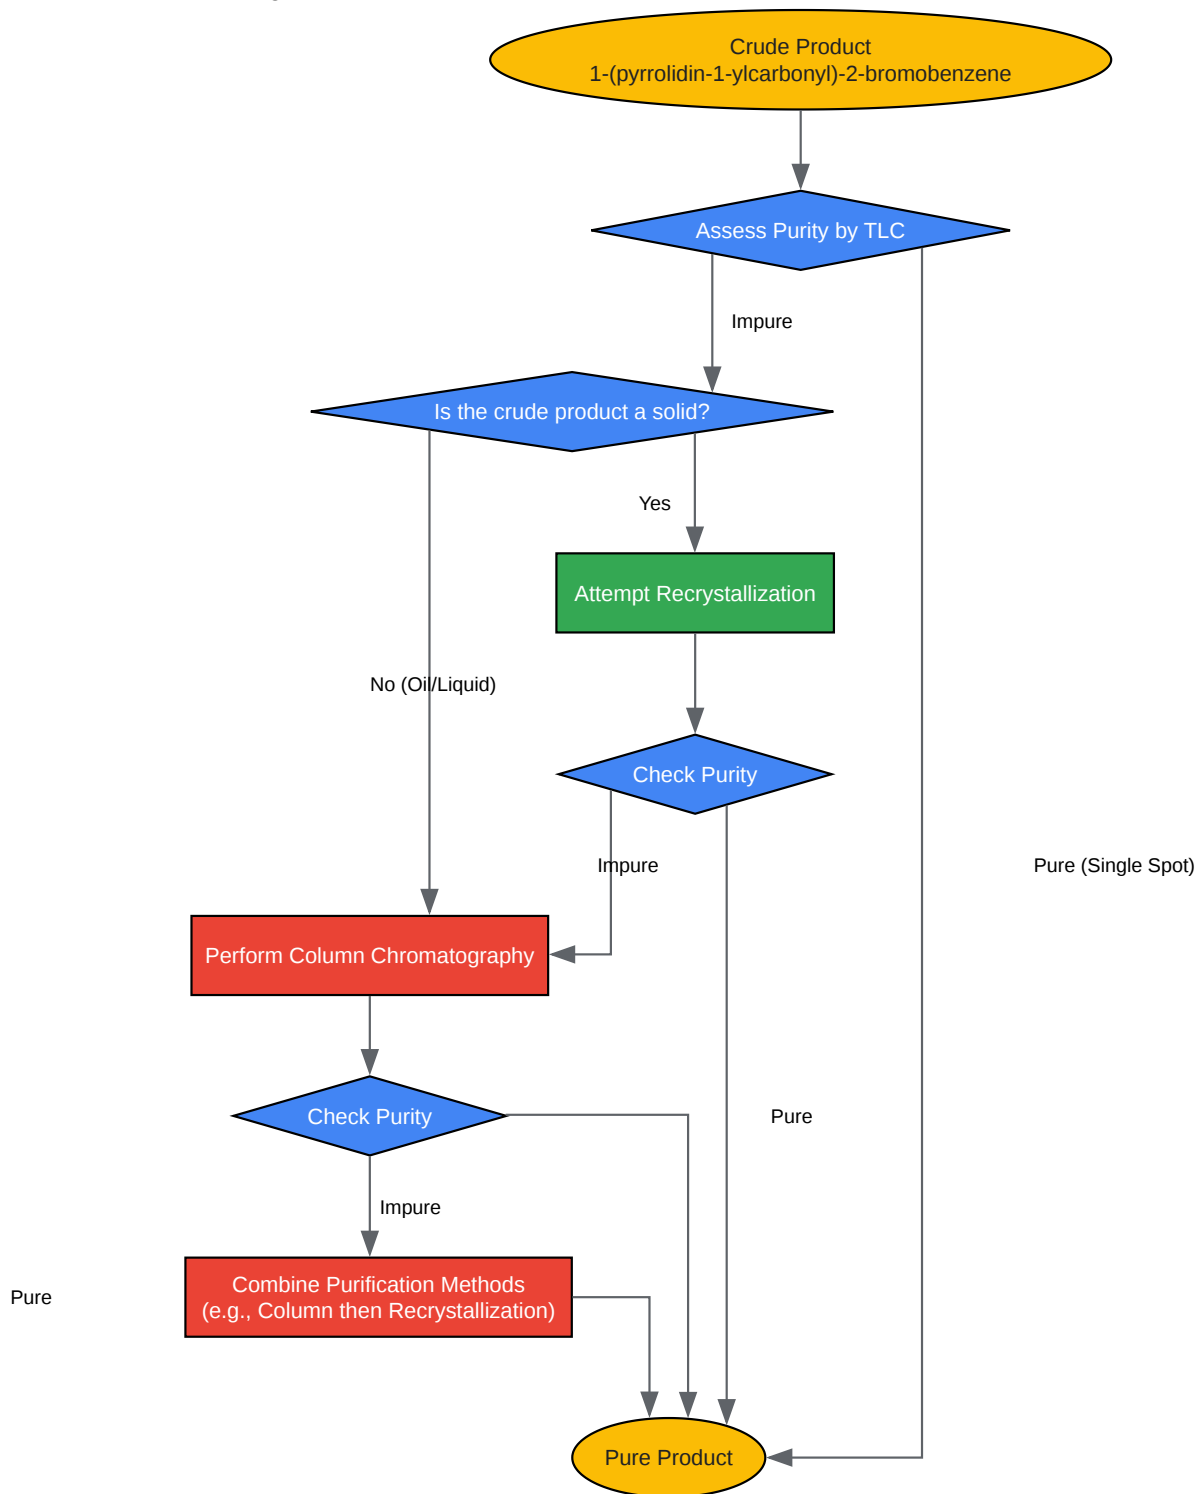 Crude Product
1-(pyrrolidin-1-ylcarbonyl)-2-bromobenzene
Assess Purity by TLC
Impure
Is the crude product a solid?
Yes
Attempt Recrystallization
No (Oil/Liquid)
Check Purity
Impure
Pure (Single Spot)
Perform Column Chromatography
Check Purity
Pure
Impure
Combine Purification Methods
(e.g., Column then Recrystallization)
Pure
Pure Product